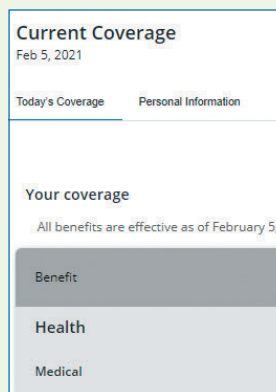 Current Coverage
Feb 5, 2021
Today's Coverage Personal Information
Your coverage
All benefits are effective as of February 5
Benefit
Health
Medical